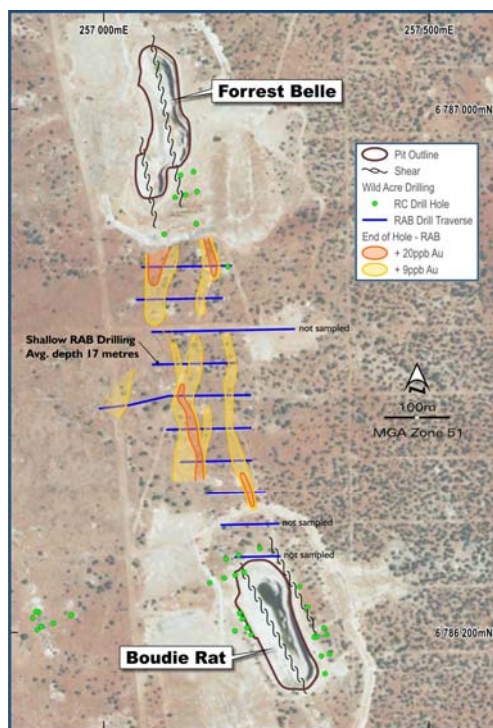 257 000mE
257 500mE
Forrest Belle
6 787 000mN
Pit Outline
Shear
Wild Acre Drilling
RC Drill Hole
RAB Drill Traverse
End of Hole - RAB
+ 20ppb Au
+ 9ppb Au
not sampled
Shallow RAB Drilling
Avg. depth 17 metres
N
100m
MGA Zone 51
not sampled
not sampled
6 786 200mN
Boudie Rat